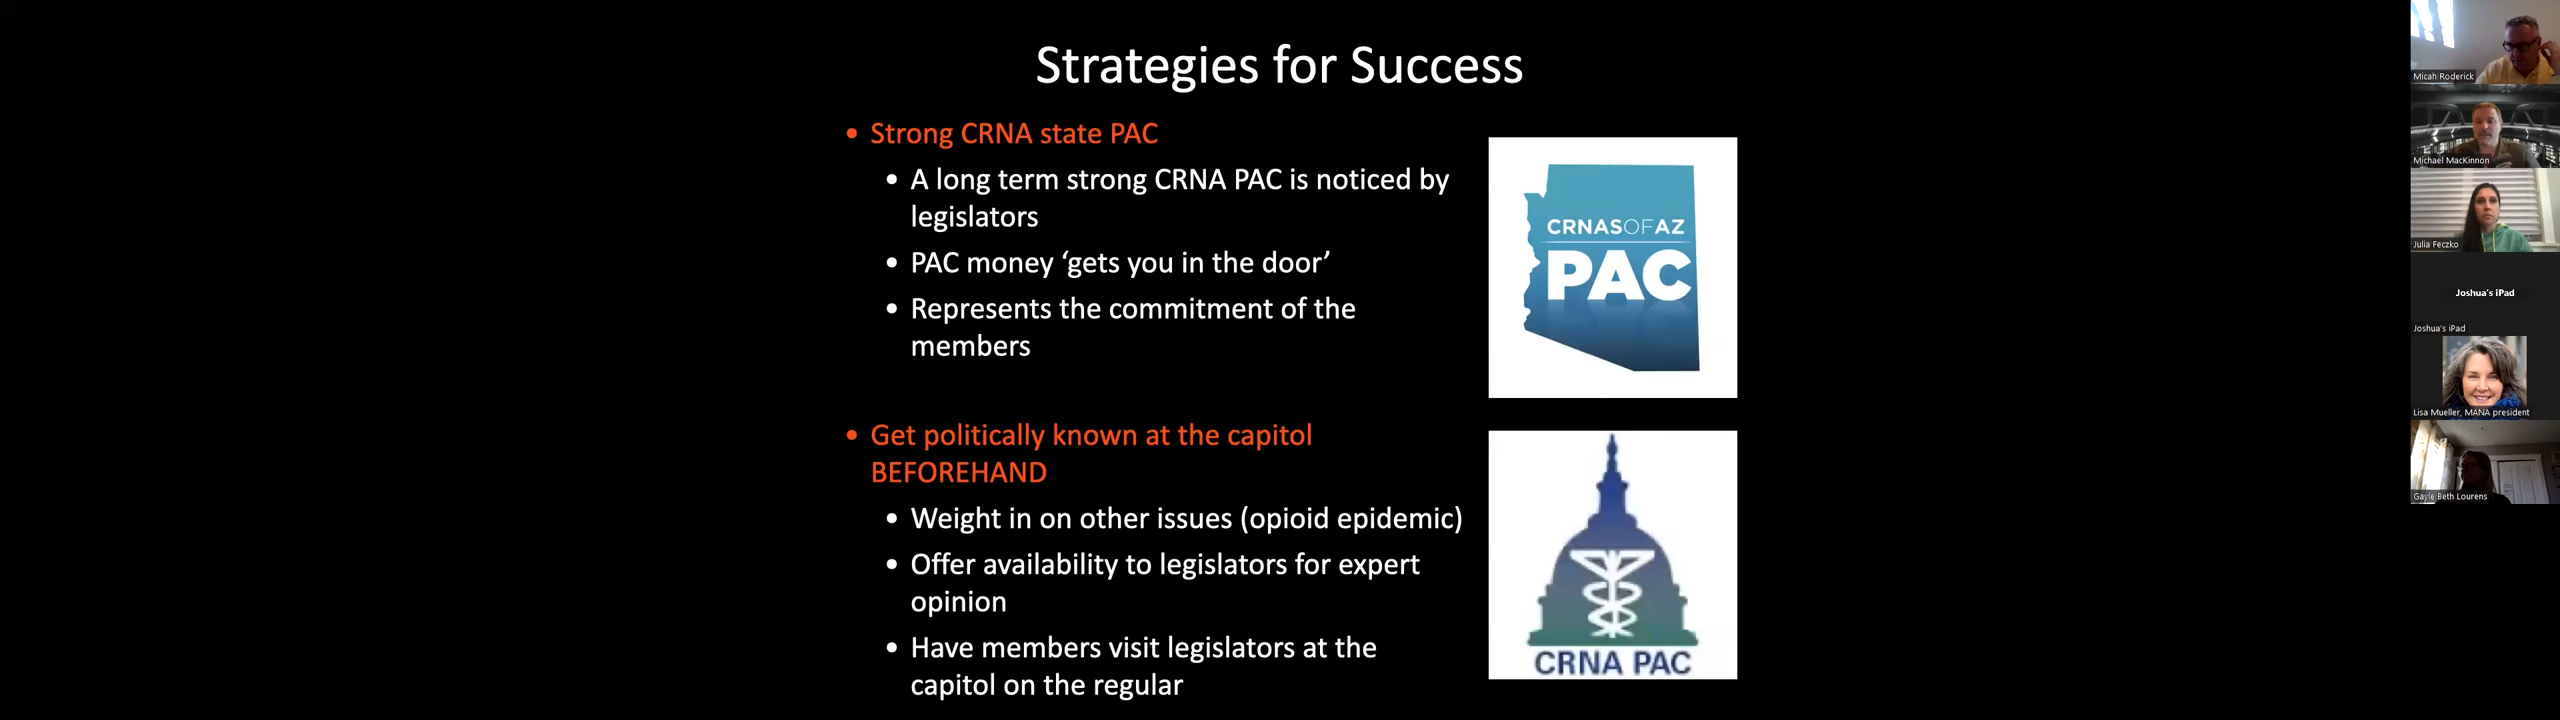 Strategies for Success
• Strong CRNA state PAC
• A long term strong CRNA PAC is noticed by
legislators
• PAC money ‘gets you in the door’
• Represents the commitment of the
members
• Get politically known at the capitol
BEFOREHAND
• Weight in on other issues (opioid epidemic)
• Offer availability to legislators for expert
opinion
• Have members visit legislators at the
capitol on the regular
CRNASOFAZ
PAC
CRNA PAC
Micah Roderick
Michael MacKinnon
Julia Feczko
Joshua's iPad
Joshua's iPad
Lisa Mueller, MANA president
Gayle Beth Lourens